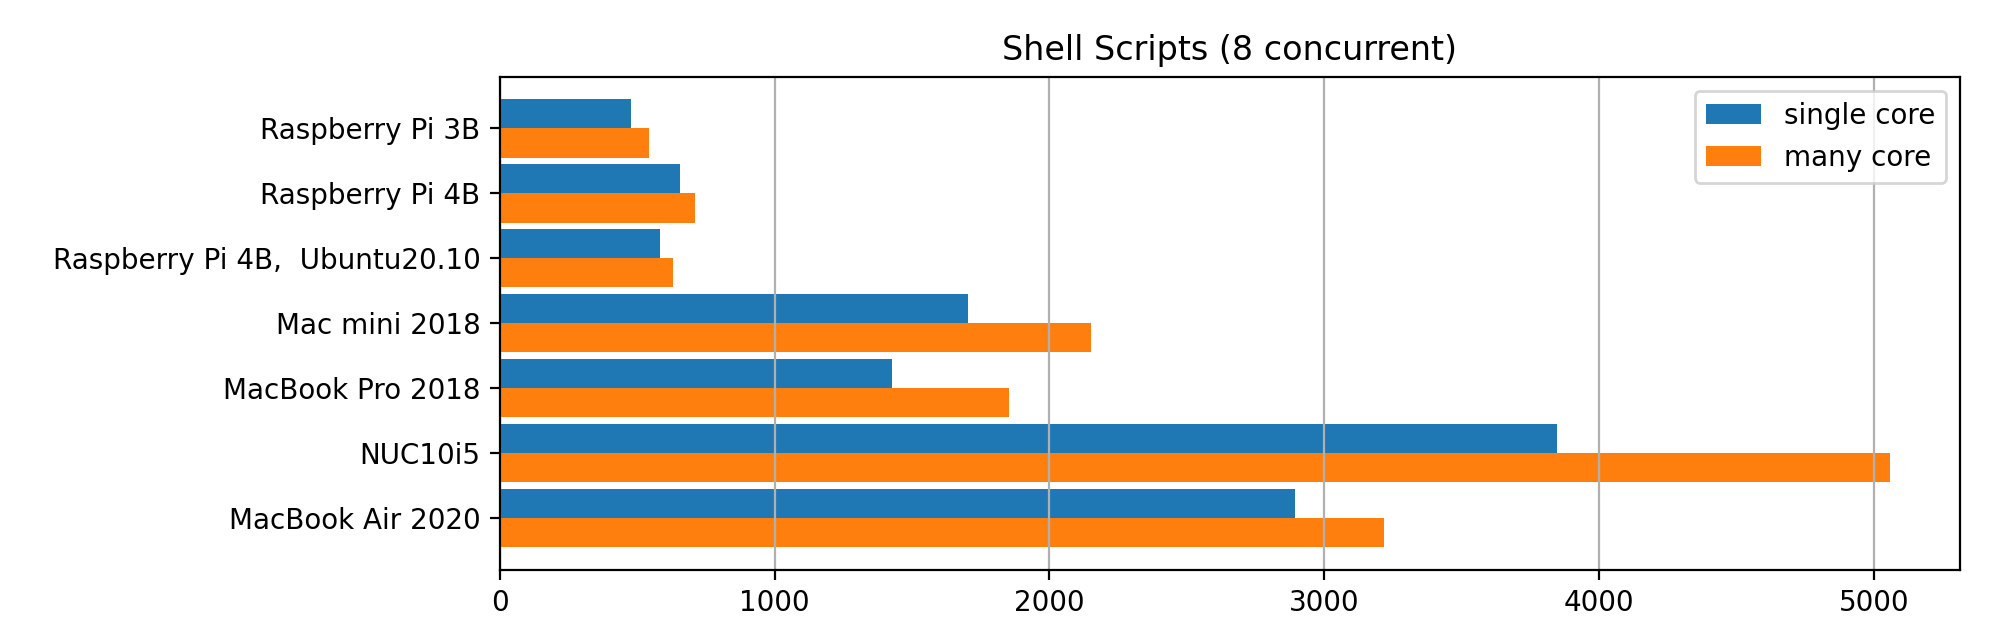 Shell Scripts (8 concurrent)
single core
many core
Raspberry Pi 3B
Raspberry Pi 4B
Raspberry Pi 4B,  Ubuntu20.10
Mac mini 2018
MacBook Pro 2018
NUC10i5
MacBook Air 2020
0 1000 2000 3000 4000 5000